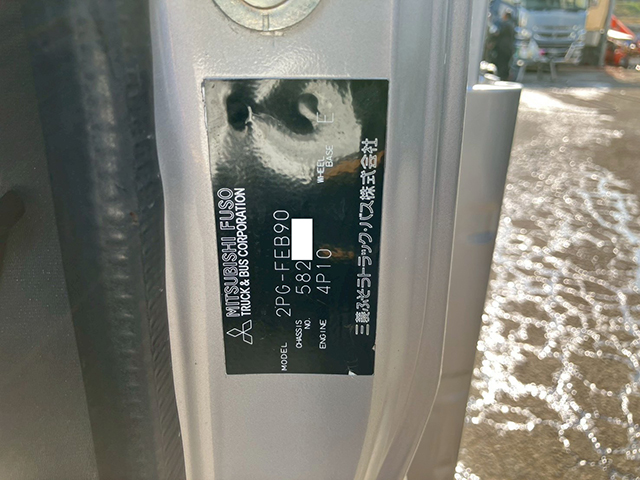 MITSUBISHI FUSO
TRUCK & BUS CORPORATION
MODEL 2PG-FEB90
CHASSIS NO. 582
ENGINE 4P10
WHEEL BASE E
三菱ふそうトラック・バス株式会社